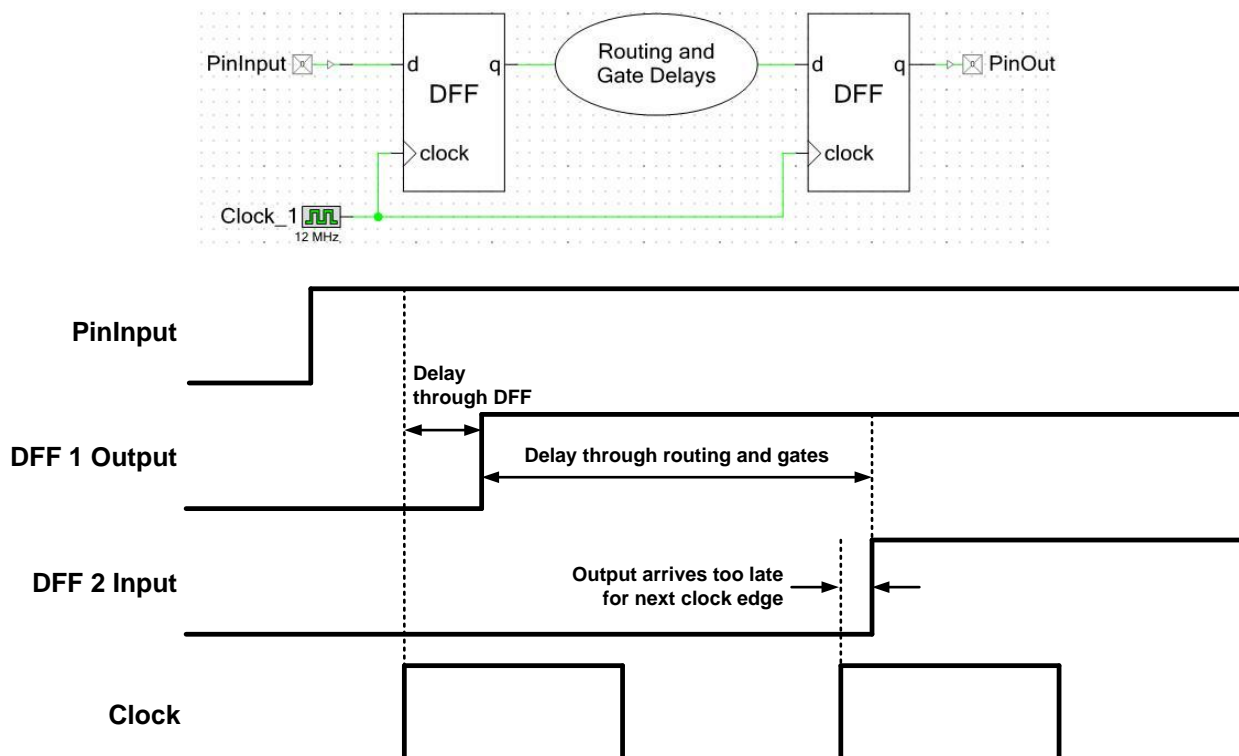 Routing and
Gate Delays
PinInput
d
q
DFF
clock
d
q
DFF
clock
PinOut
Clock_1
12 MHz
PinInput
Delay
through DFF
DFF 1 Output
Delay through routing and gates
DFF 2 Input
Output arrives too late
for next clock edge
Clock